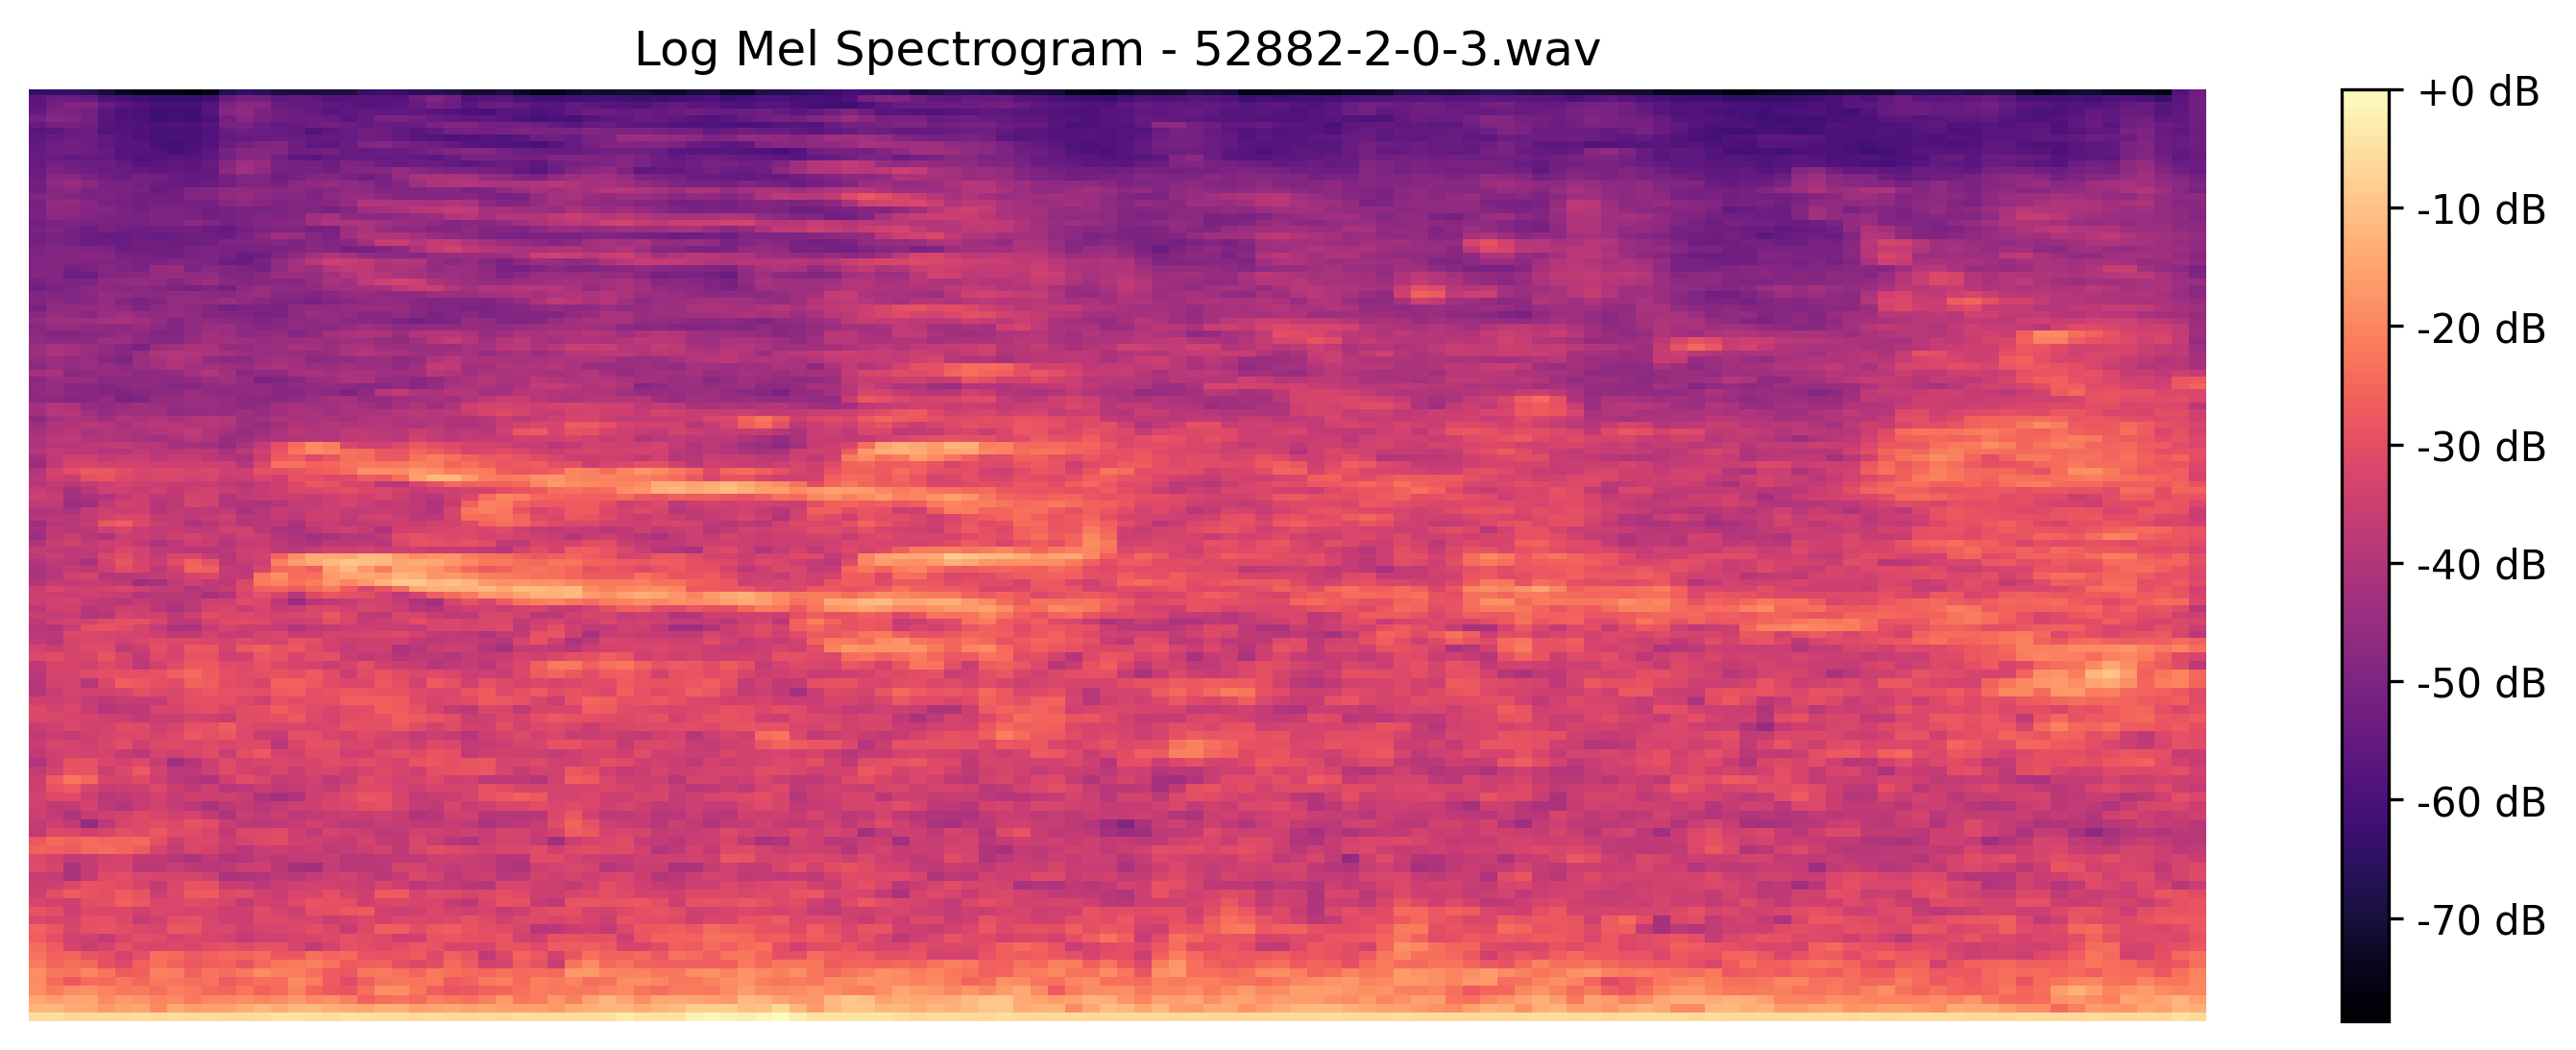 Log Mel Spectrogram - 52882-2-0-3.wav
+0 dB
-10 dB
-20 dB
-30 dB
-40 dB
-50 dB
-60 dB
-70 dB